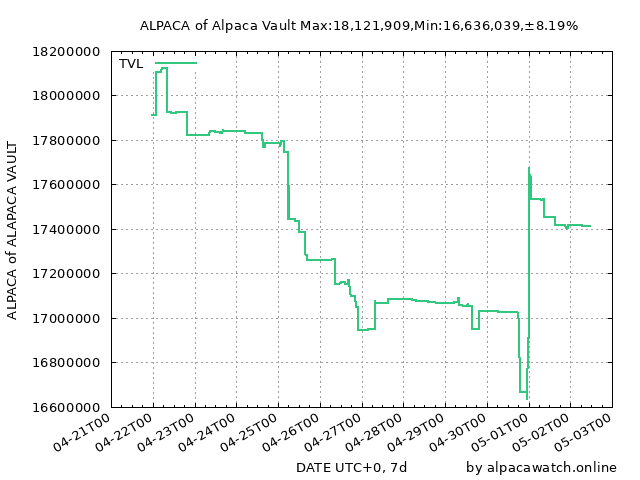 ALPACA of Alpaca Vault Max:18,121,909,Min:16,636,039,±8.19%
TVL
ALPACA of ALAPACA VAULT
18200000
18000000
17800000
17600000
17400000
17200000
17000000
16800000
16600000
04-21T00
04-22T00
04-23T00
04-24T00
04-25T00
04-26T00
04-27T00
04-28T00
04-29T00
04-30T00
05-01T00
05-02T00
05-03T00
DATE UTC+0, 7d
by alpacawatch.online